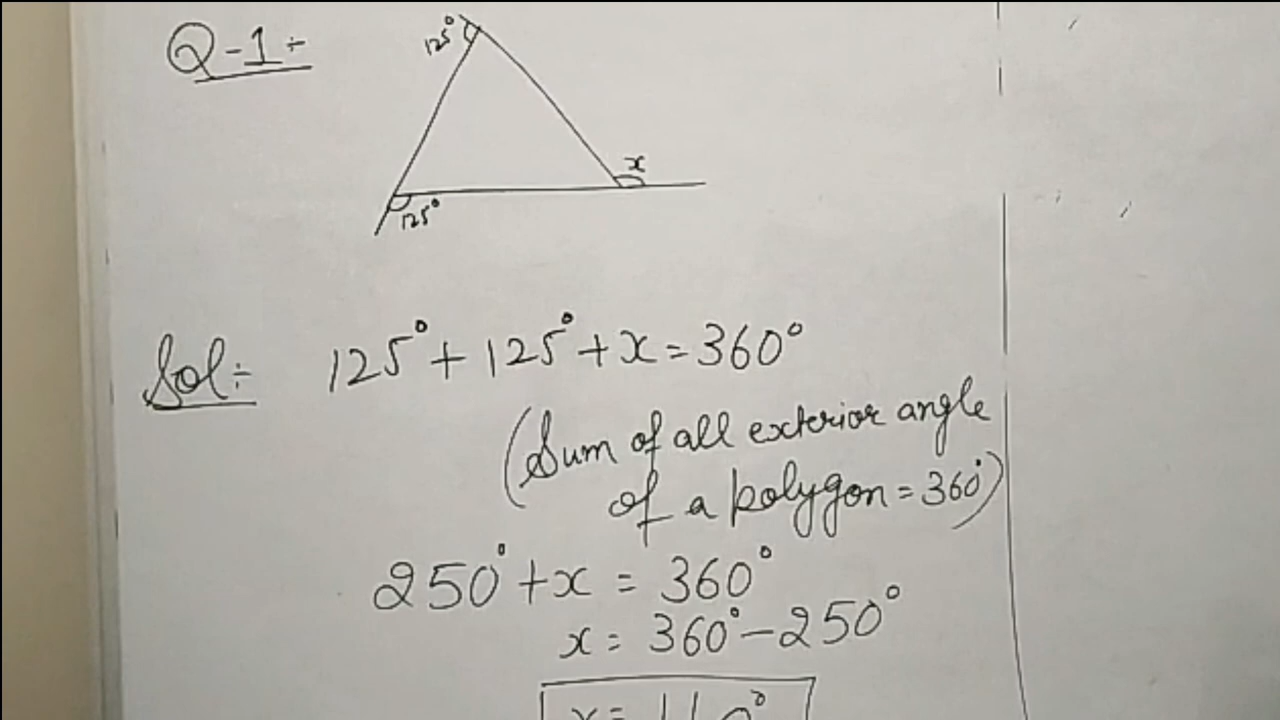 Q-1÷
125°
x
125°
Sol÷ 125° + 125° + x = 360°
(Sum of all exterior angle
of a polygon = 360°)
250° + x = 360°
x = 360° - 250°
x = 110°